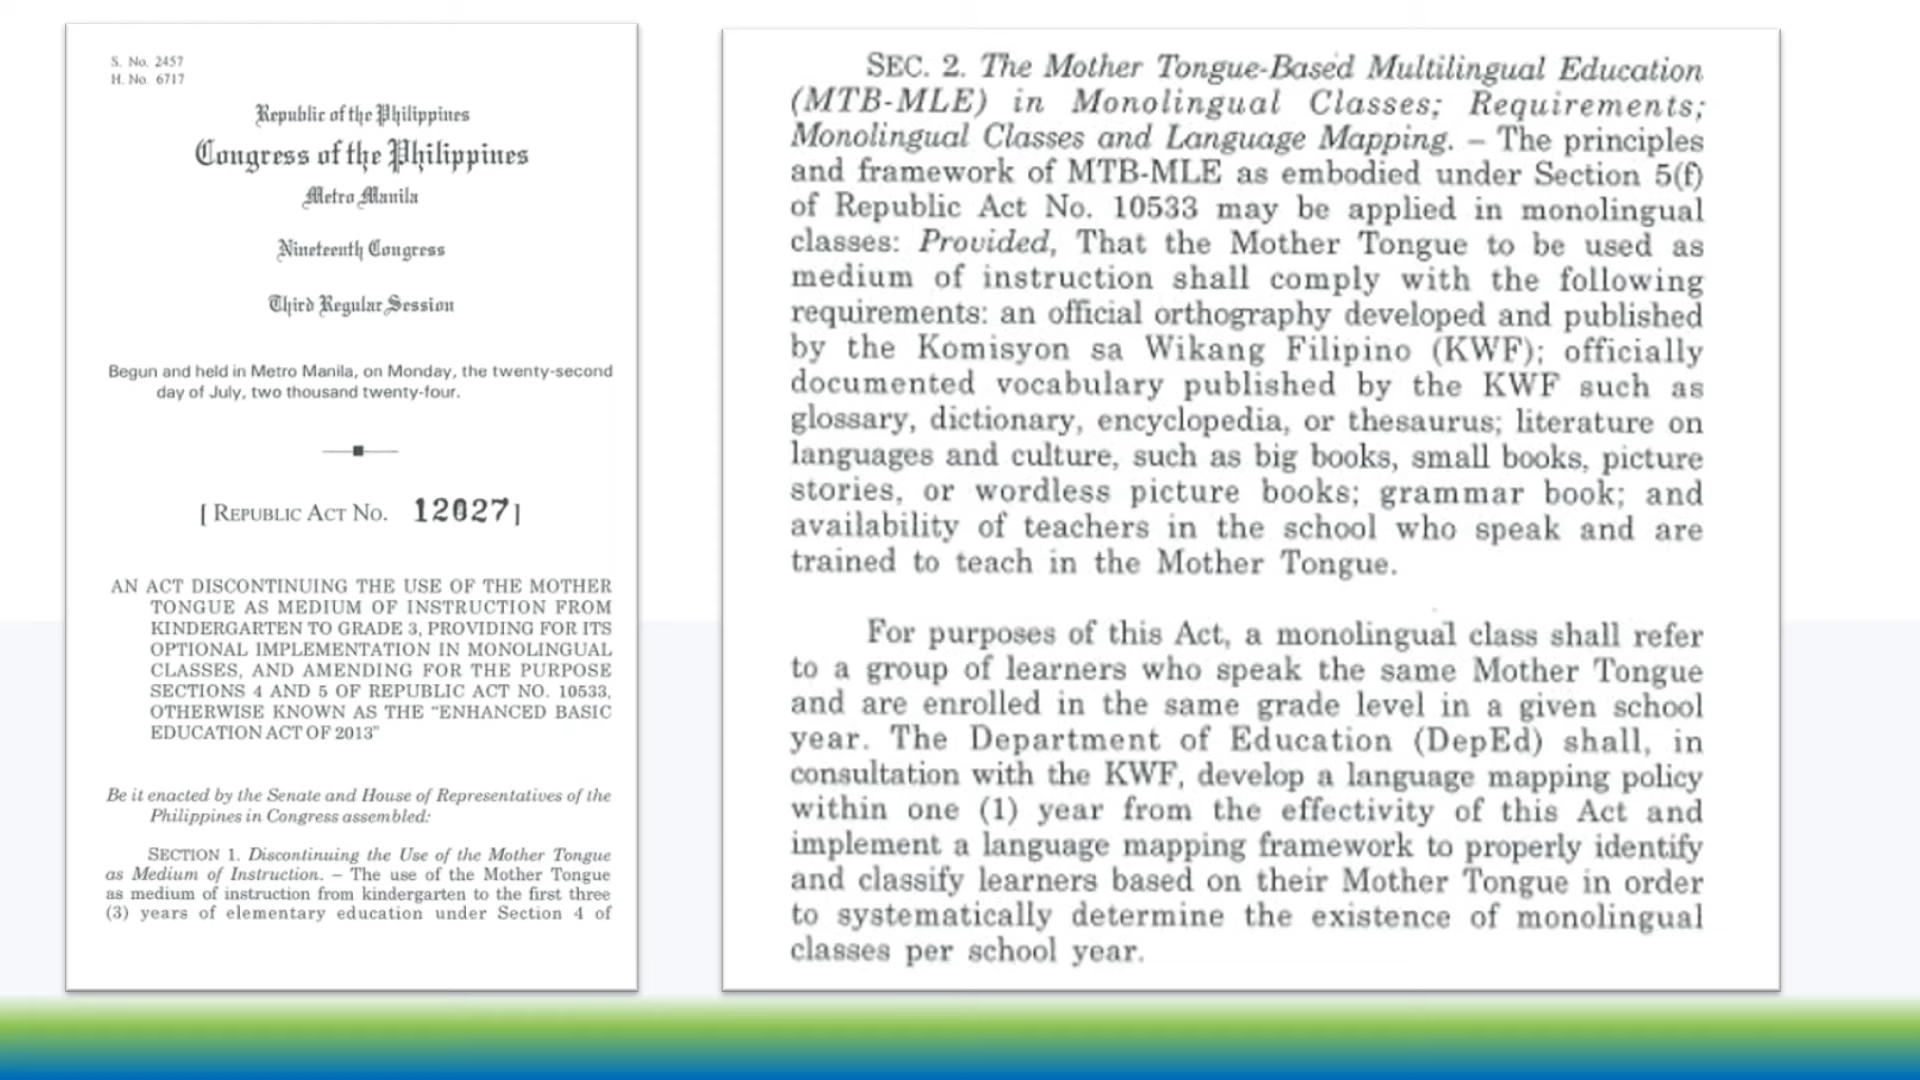 S. No. 2457
H. No. 6717
Republic of the Philippines
Congress of the Philippines
Metro Manila
Nineteenth Congress
Third Regular Session
Begun and held in Metro Manila, on Monday, the twenty-second
day of July, two thousand twenty-four.
[ REPUBLIC ACT NO. 12027]
AN ACT DISCONTINUING THE USE OF THE MOTHER
TONGUE AS MEDIUM OF INSTRUCTION FROM
KINDERGARTEN TO GRADE 3, PROVIDING FOR ITS
OPTIONAL IMPLEMENTATION IN MONOLINGUAL
CLASSES, AND AMENDING FOR THE PURPOSE
SECTIONS 4 AND 5 OF REPUBLIC ACT NO. 10533,
OTHERWISE KNOWN AS THE “ENHANCED BASIC
EDUCATION ACT OF 2013”
Be it enacted by the Senate and House of Representatives of the
Philippines in Congress assembled:
SECTION 1. Discontinuing the Use of the Mother Tongue
as Medium of Instruction. – The use of the Mother Tongue
as medium of instruction from kindergarten to the first three
(3) years of elementary education under Section 4 of
SEC. 2. The Mother Tongue-Based Multilingual Education
(MTB-MLE) in Monolingual Classes; Requirements;
Monolingual Classes and Language Mapping. – The principles
and framework of MTB-MLE as embodied under Section 5(f)
of Republic Act No. 10533 may be applied in monolingual
classes: Provided, That the Mother Tongue to be used as
medium of instruction shall comply with the following
requirements: an official orthography developed and published
by the Komisyon sa Wikang Filipino (KWF); officially
documented vocabulary published by the KWF such as
glossary, dictionary, encyclopedia, or thesaurus; literature on
languages and culture, such as big books, small books, picture
stories, or wordless picture books; grammar book; and
availability of teachers in the school who speak and are
trained to teach in the Mother Tongue.
For purposes of this Act, a monolingual class shall refer
to a group of learners who speak the same Mother Tongue
and are enrolled in the same grade level in a given school
year. The Department of Education (DepEd) shall, in
consultation with the KWF, develop a language mapping policy
within one (1) year from the effectivity of this Act and
implement a language mapping framework to properly identify
and classify learners based on their Mother Tongue in order
to systematically determine the existence of monolingual
classes per school year.